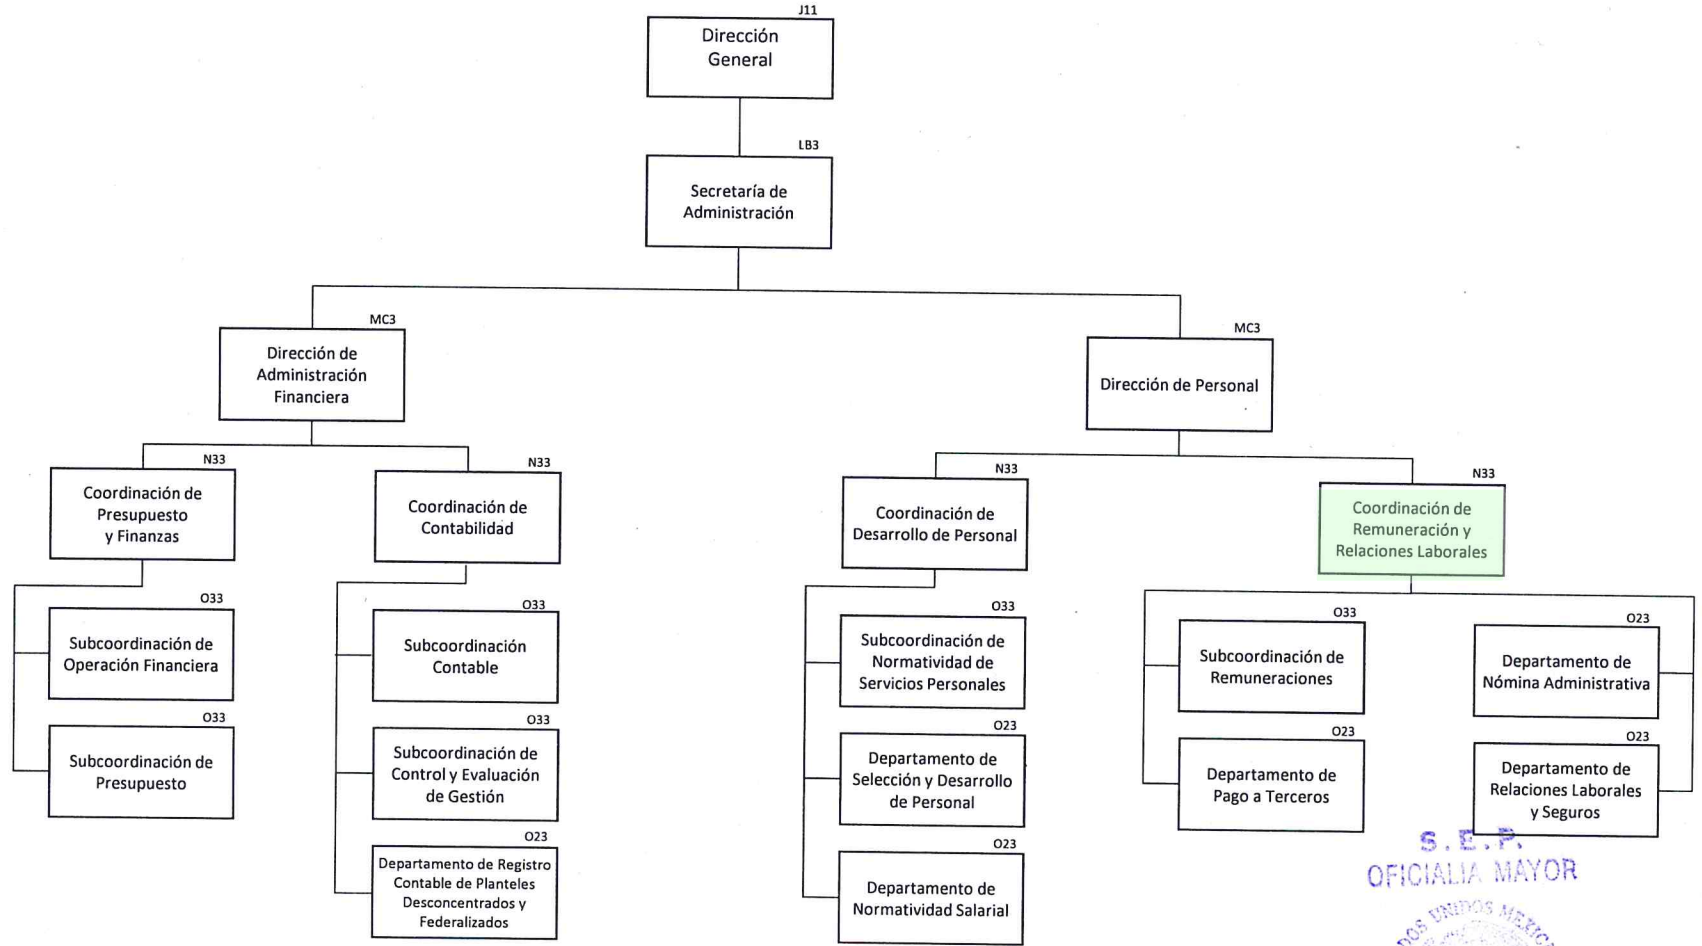 J11
Dirección
General
LB3
Secretaría de
Administración
MC3
Dirección de
Administración
Financiera
MC3
Dirección de Personal
N33
Coordinación de
Presupuesto
y Finanzas
N33
Coordinación de
Contabilidad
N33
Coordinación de
Desarrollo de Personal
N33
Coordinación de
Remuneración y
Relaciones Laborales
O33
Subcoordinación de
Operación Financiera
O33
Subcoordinación de
Presupuesto
O33
Subcoordinación
Contable
O33
Subcoordinación de
Control y Evaluación
de Gestión
O23
Departamento de Registro
Contable de Planteles
Desconcentrados y
Federalizados
O33
Subcoordinación de
Normatividad de
Servicios Personales
O23
Departamento de
Selección y Desarrollo
de Personal
O23
Departamento de
Normatividad Salarial
O33
Subcoordinación de
Remuneraciones
O23
Departamento de
Pago a Terceros
O23
Departamento de
Nómina Administrativa
O23
Departamento de
Relaciones Laborales
y Seguros
S.E.P.
OFICIALIA MAYOR
UNIDOS